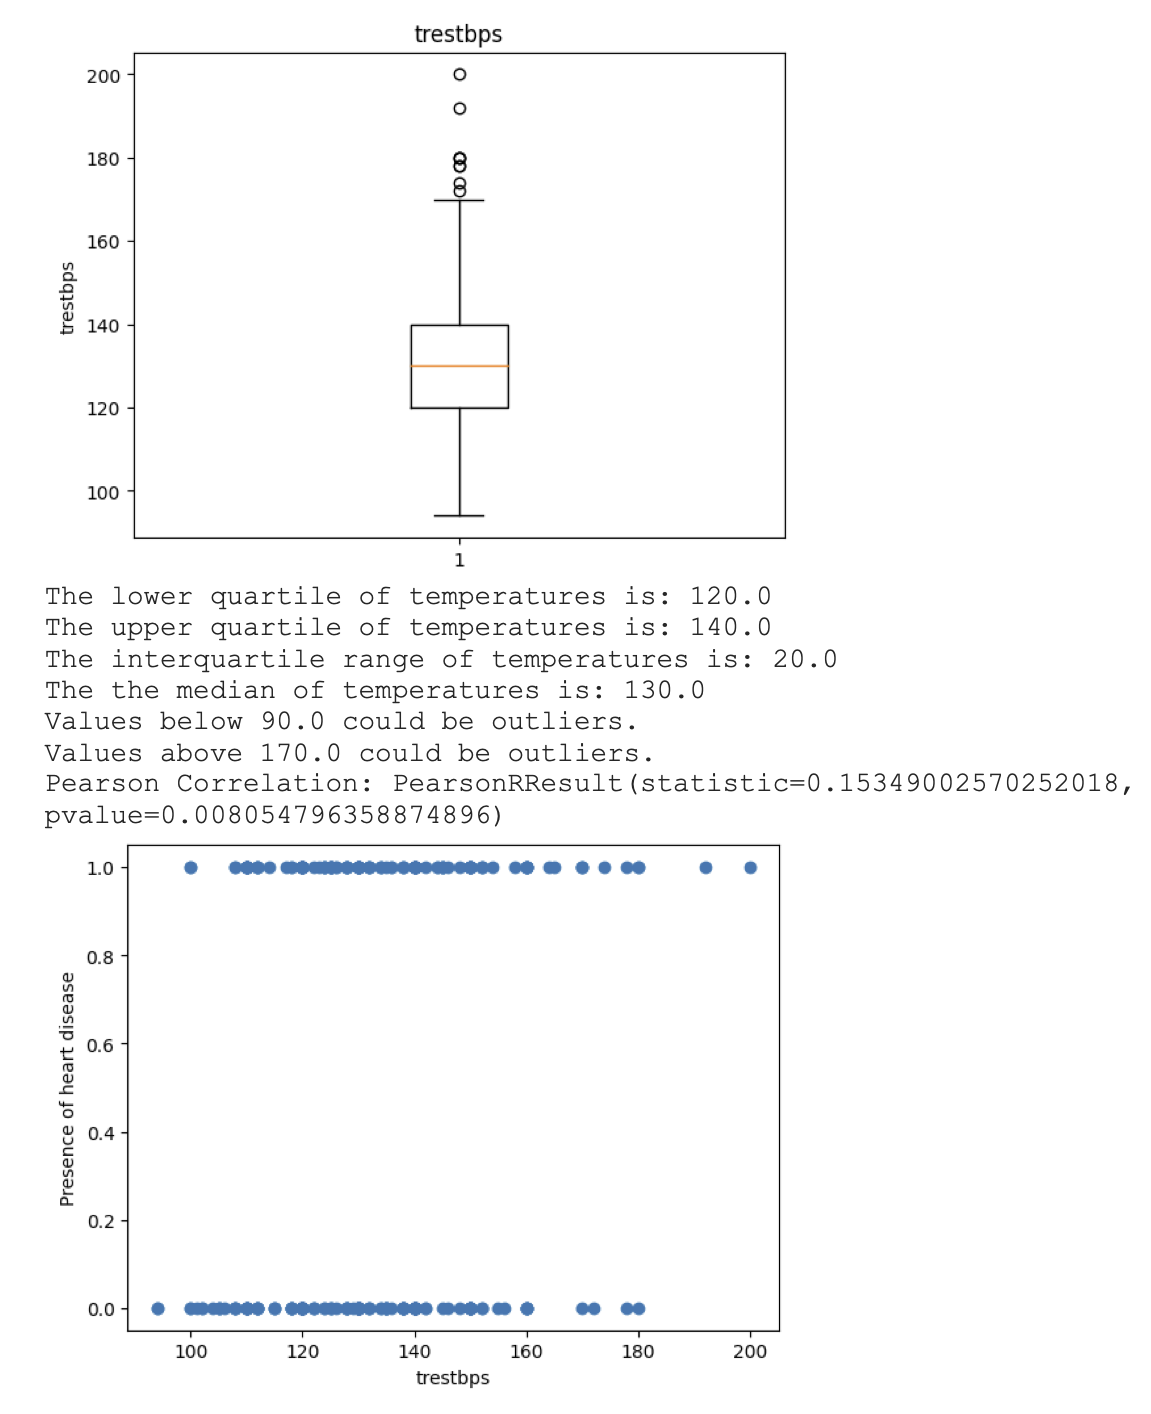 trestbps
200
180
160
140
120
100
trestbps
1
The lower quartile of temperatures is: 120.0
The upper quartile of temperatures is: 140.0
The interquartile range of temperatures is: 20.0
The the median of temperatures is: 130.0
Values below 90.0 could be outliers.
Values above 170.0 could be outliers.
Pearson Correlation: PearsonRResult(statistic=0.15349002570252018,
pvalue=0.008054796358874896)
1.0
0.8
0.6
0.4
0.2
0.0
Presence of heart disease
100 120 140 160 180 200
trestbps